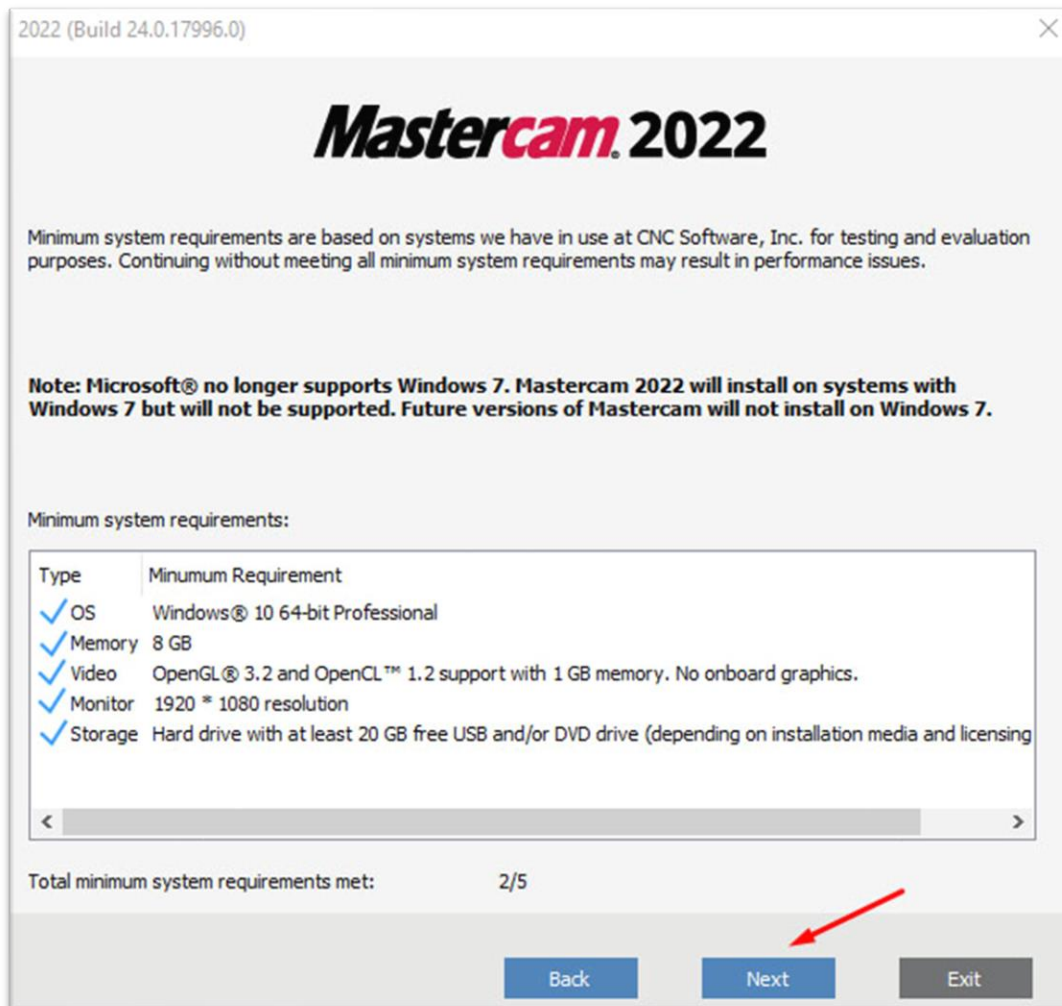 2022 (Build 24.0.17996.0)
Mastercam® 2022
Minimum system requirements are based on systems we have in use at CNC Software, Inc. for testing and evaluation
purposes. Continuing without meeting all minimum system requirements may result in performance issues.
Note: Microsoft® no longer supports Windows 7. Mastercam 2022 will install on systems with
Windows 7 but will not be supported. Future versions of Mastercam will not install on Windows 7.
Minimum system requirements:
Type Minumum Requirement
OS Windows® 10 64-bit Professional
Memory 8 GB
Video OpenGL® 3.2 and OpenCL™ 1.2 support with 1 GB memory. No onboard graphics.
Monitor 1920 * 1080 resolution
Storage Hard drive with at least 20 GB free USB and/or DVD drive (depending on installation media and licensing
Total minimum system requirements met: 2/5
Back Next Exit